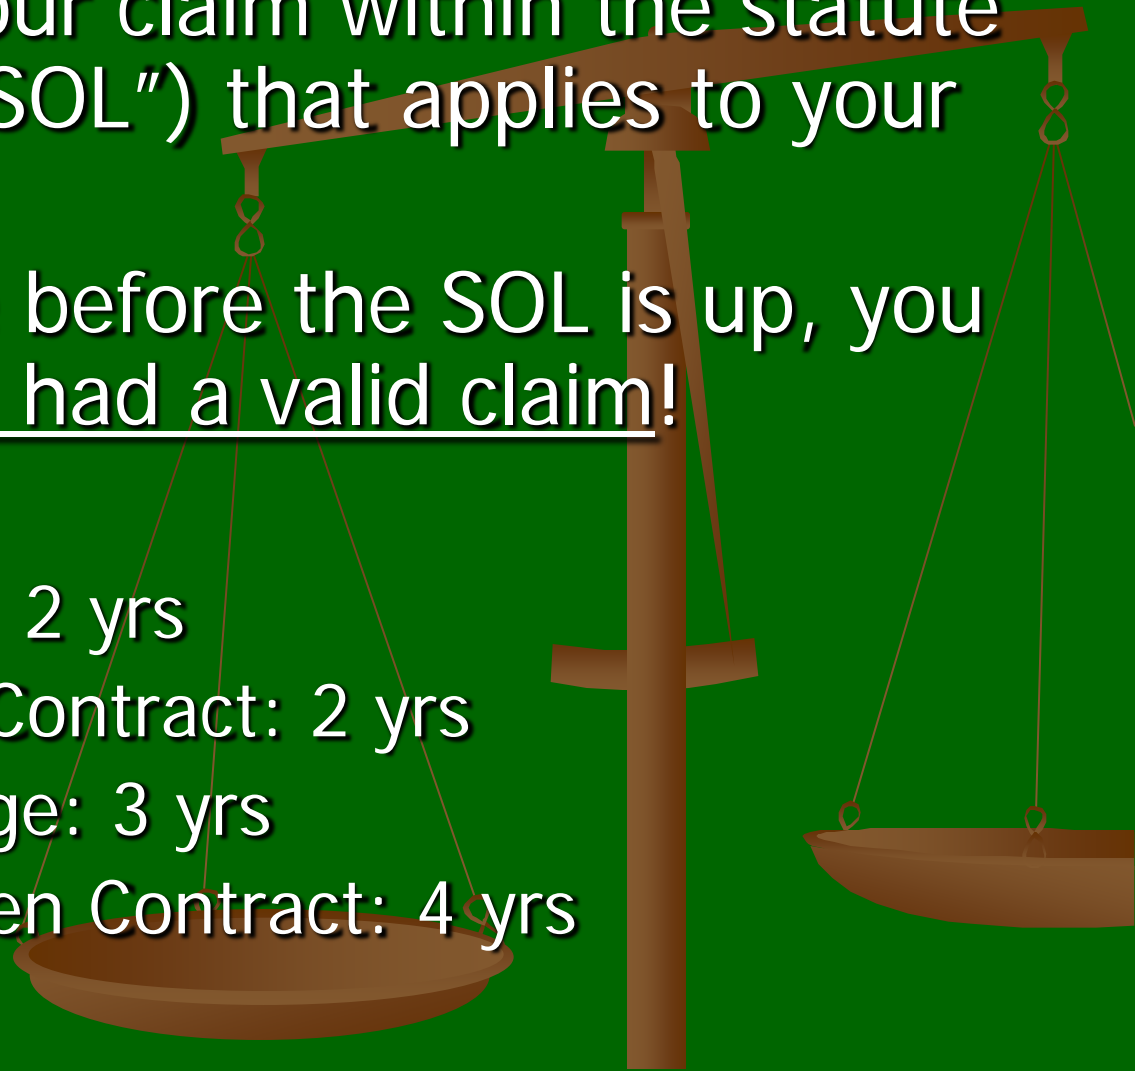 our claim within the statute
SOL”) that applies to your
before the SOL is up, you
had a valid claim!
2 yrs
Contract: 2 yrs
ge: 3 yrs
en Contract: 4 yrs